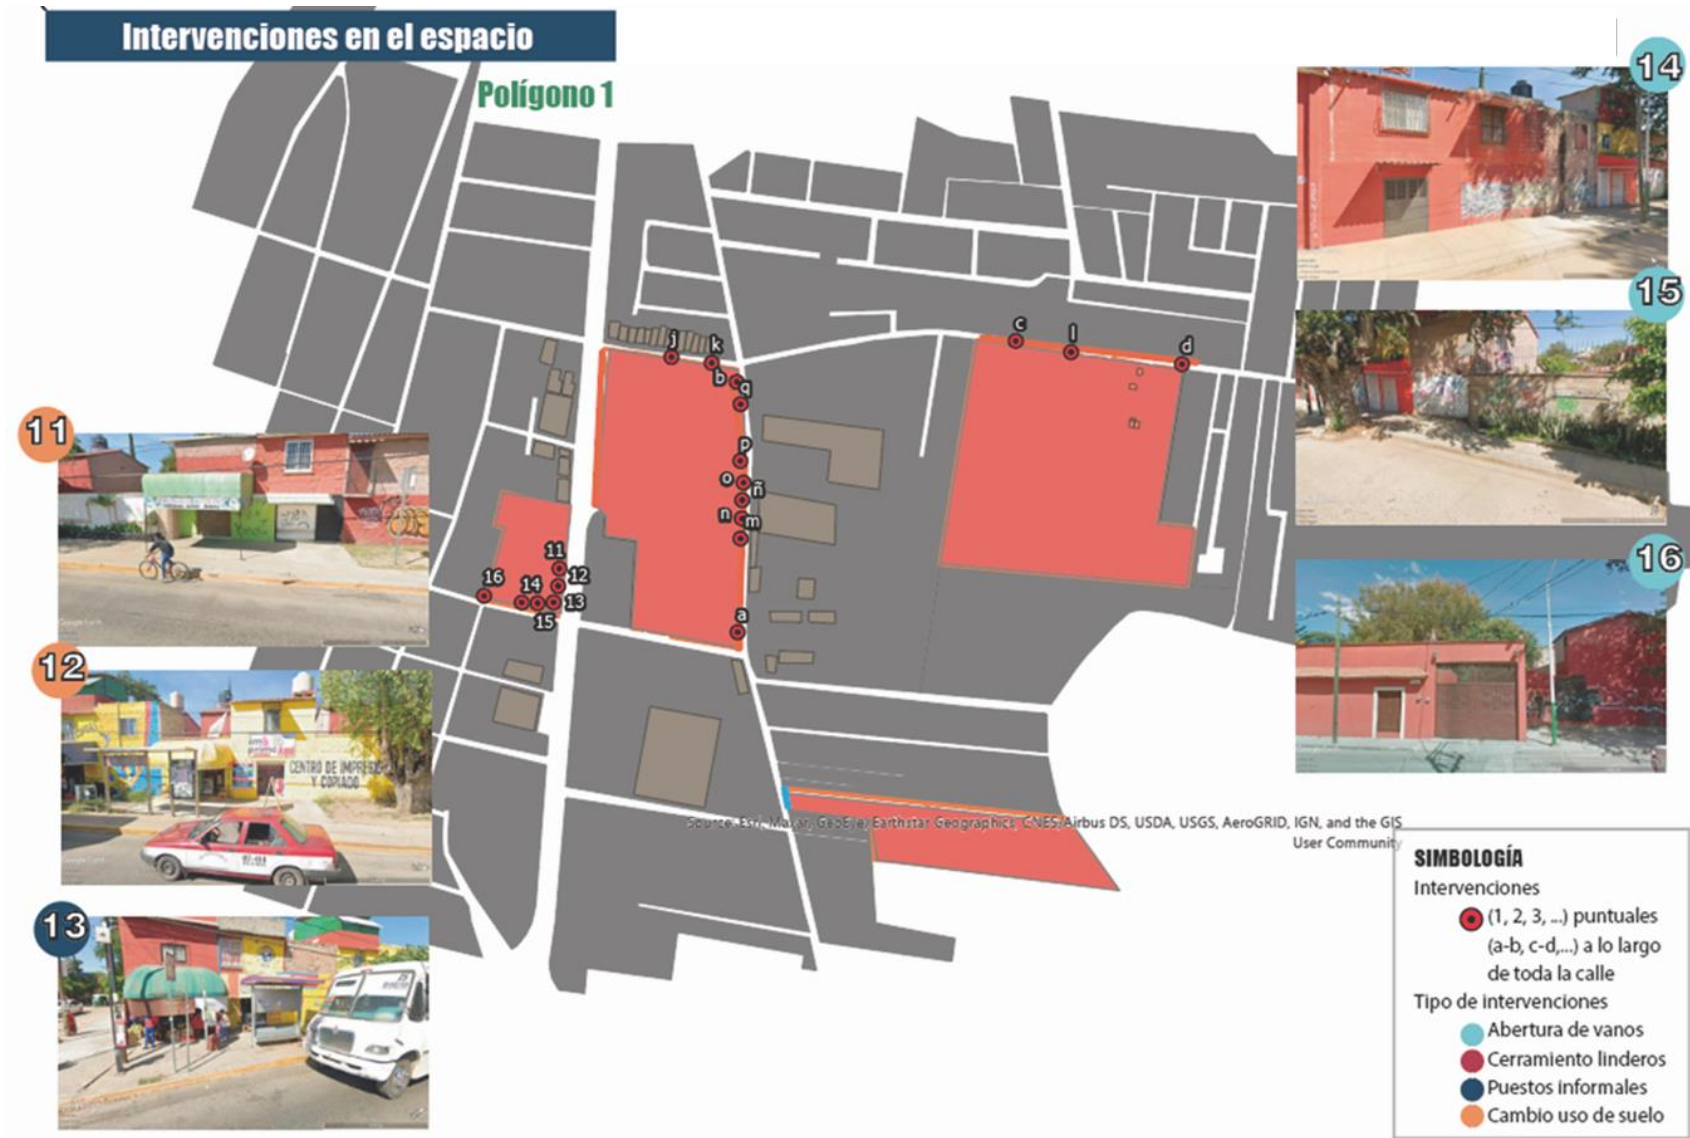 Intervenciones en el espacio
Polígono 1
14
15
16
11
12
13
j
k
b
q
p
o
ñ
n
m
a
c
l
d
11
12
13
14
15
16
CENTRO DE IMPRESIÓN
Y COPIADO
Source: Esri, Maxar, GeoEye, Earthstar Geographics, CNES/Airbus DS, USDA, USGS, AeroGRID, IGN, and the GIS
User Community
SIMBOLOGÍA
Intervenciones
(1, 2, 3, ...) puntuales
(a-b, c-d,...) a lo largo
de toda la calle
Tipo de intervenciones
Abertura de vanos
Cerramiento linderos
Puestos informales
Cambio uso de suelo